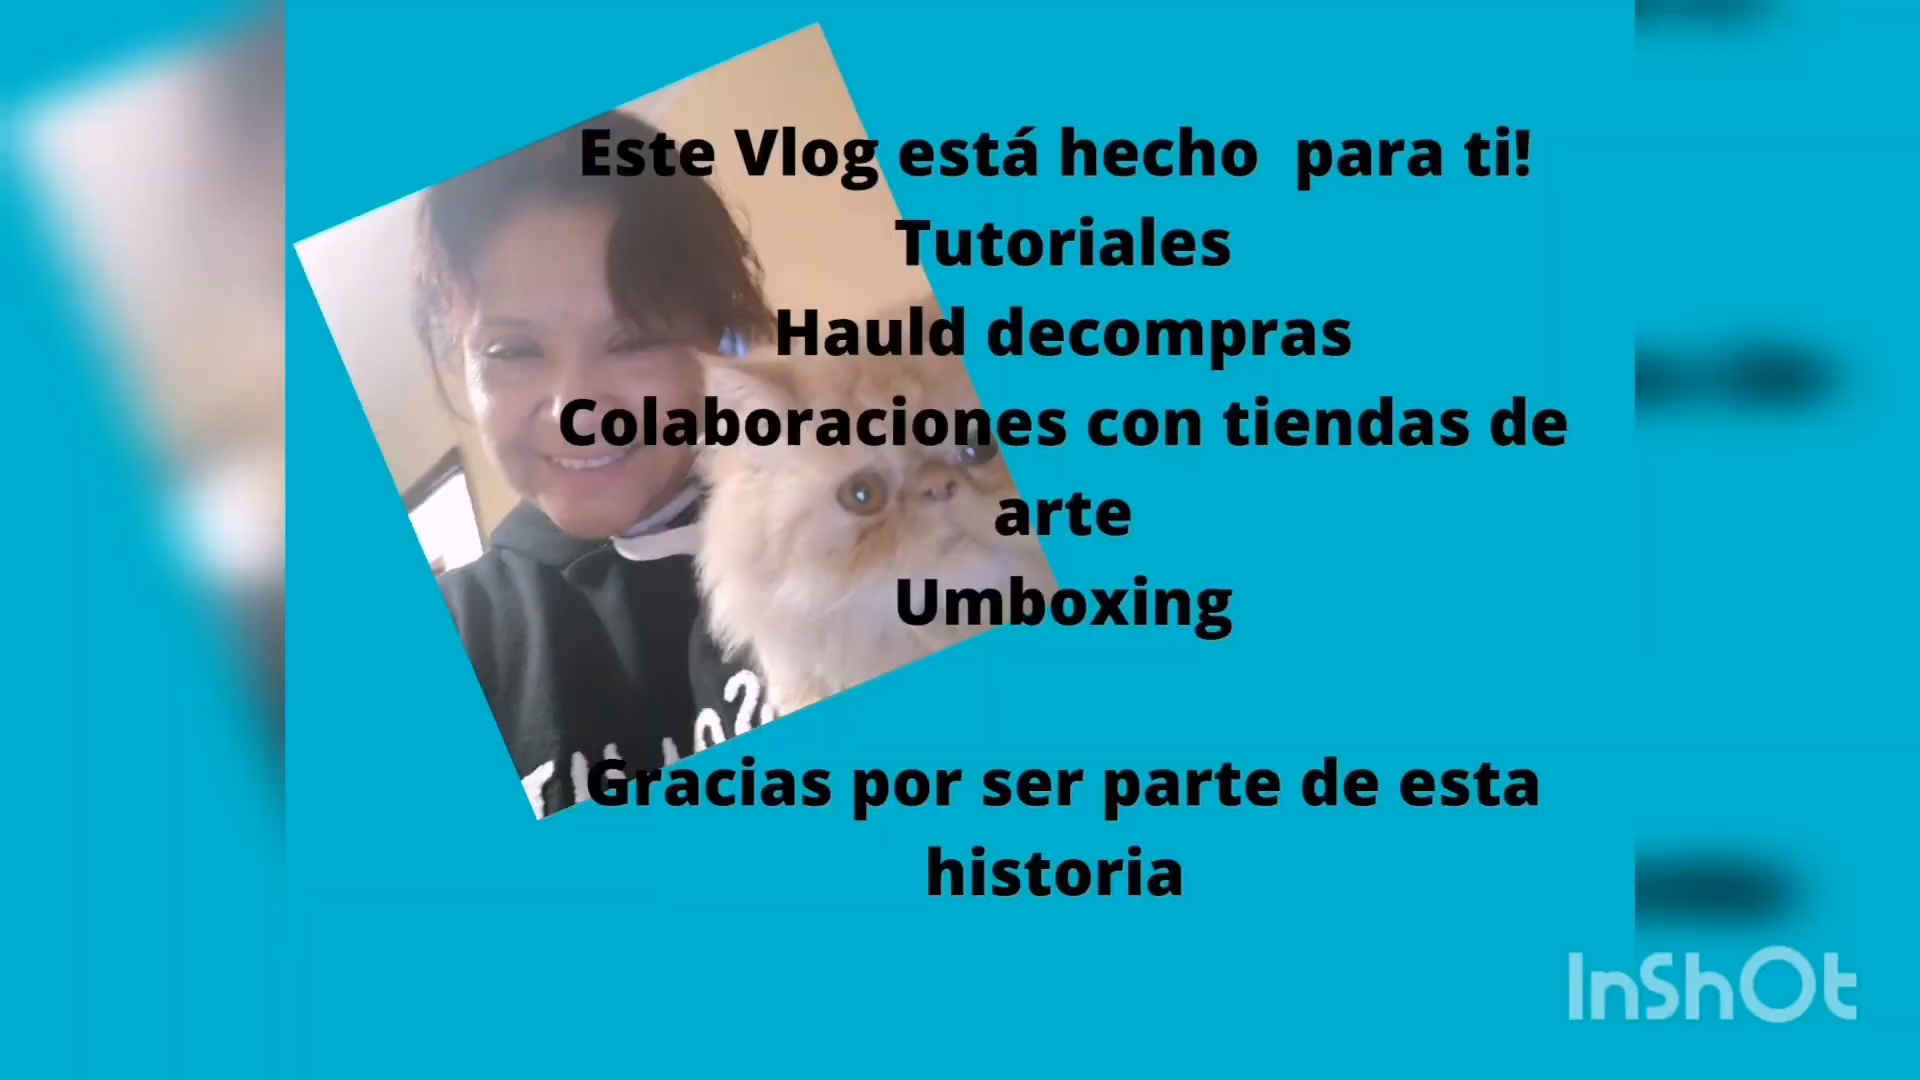 Este Vlog está hecho para ti!
Tutoriales
Hauld decompras
Colaboraciones con tiendas de
arte
Umboxing
Gracias por ser parte de esta
historia
InShOt